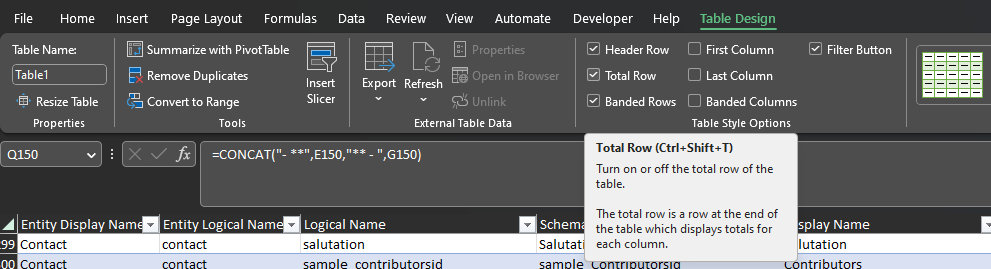 File Home Insert Page Layout Formulas Data Review View Automate Developer Help Table Design
Table Name:
Table1
Resize Table
Properties
Summarize with PivotTable
Remove Duplicates
Convert to Range
Tools
Insert
Slicer
Export
Refresh
Properties
Open in Browser
Unlink
External Table Data
Header Row
Total Row
Banded Rows
First Column
Last Column
Banded Columns
Filter Button
Table Style Options
Q150
fx
=CONCAT("- **",E150,"** - ",G150)
Total Row (Ctrl+Shift+T)
Turn on or off the total row of the
table.
The total row is a row at the end of
the table which displays totals for
each column.
Entity Display Name Entity Logical Name Logical Name Schema splay Name
Contact contact salutation Salutati lutation
Contact contact sample_contributorsid sample_Contributorsid Contributors